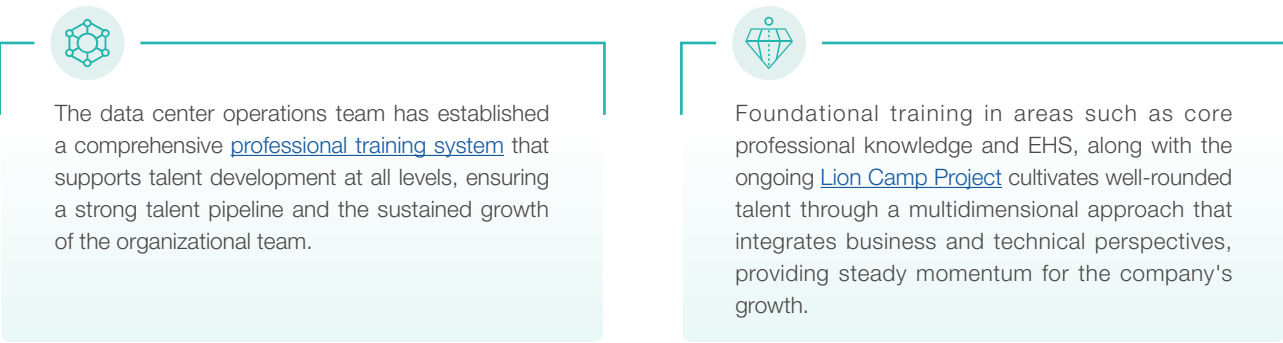 The data center operations team has established
a comprehensive professional training system that
supports talent development at all levels, ensuring
a strong talent pipeline and the sustained growth
of the organizational team.
Foundational training in areas such as core
professional knowledge and EHS, along with the
ongoing Lion Camp Project cultivates well-rounded
talent through a multidimensional approach that
integrates business and technical perspectives,
providing steady momentum for the company's
growth.